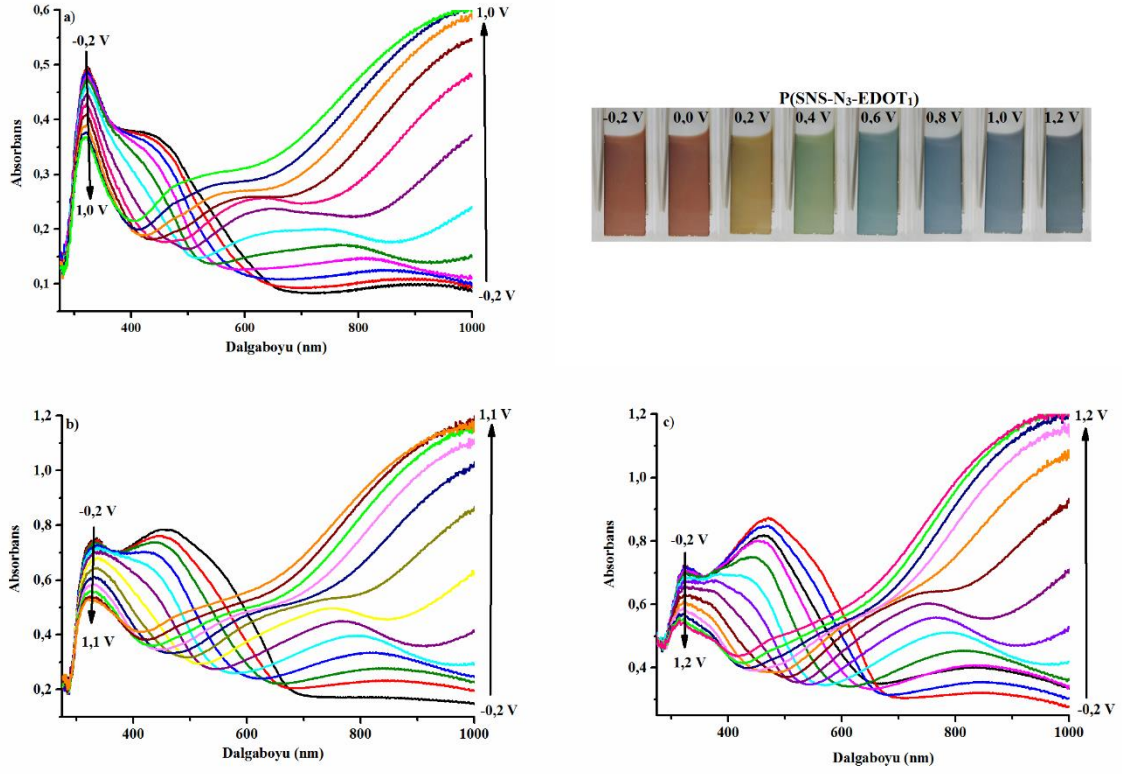 a)
0,6
0,5
0,4
0,3
0,2
0,1
Absorbans
-0,2 V
1,0 V
1,0 V
-0,2 V
400 600 800 1000
Dalgaboyu (nm)
P(SNS-N₃-EDOT₁)
-0,2 V 0,0 V 0,2 V 0,4 V 0,6 V 0,8 V 1,0 V 1,2 V
b)
1,2
1,0
0,8
0,6
0,4
0,2
Absorbans
-0,2 V
1,1 V
1,1 V
-0,2 V
400 600 800 1000
Dalgaboyu (nm)
c)
1,2
1,0
0,8
0,6
0,4
Absorbans
-0,2 V
1,2 V
1,2 V
-0,2 V
300 400 500 600 700 800 900 1000
Dalgaboyu (nm)